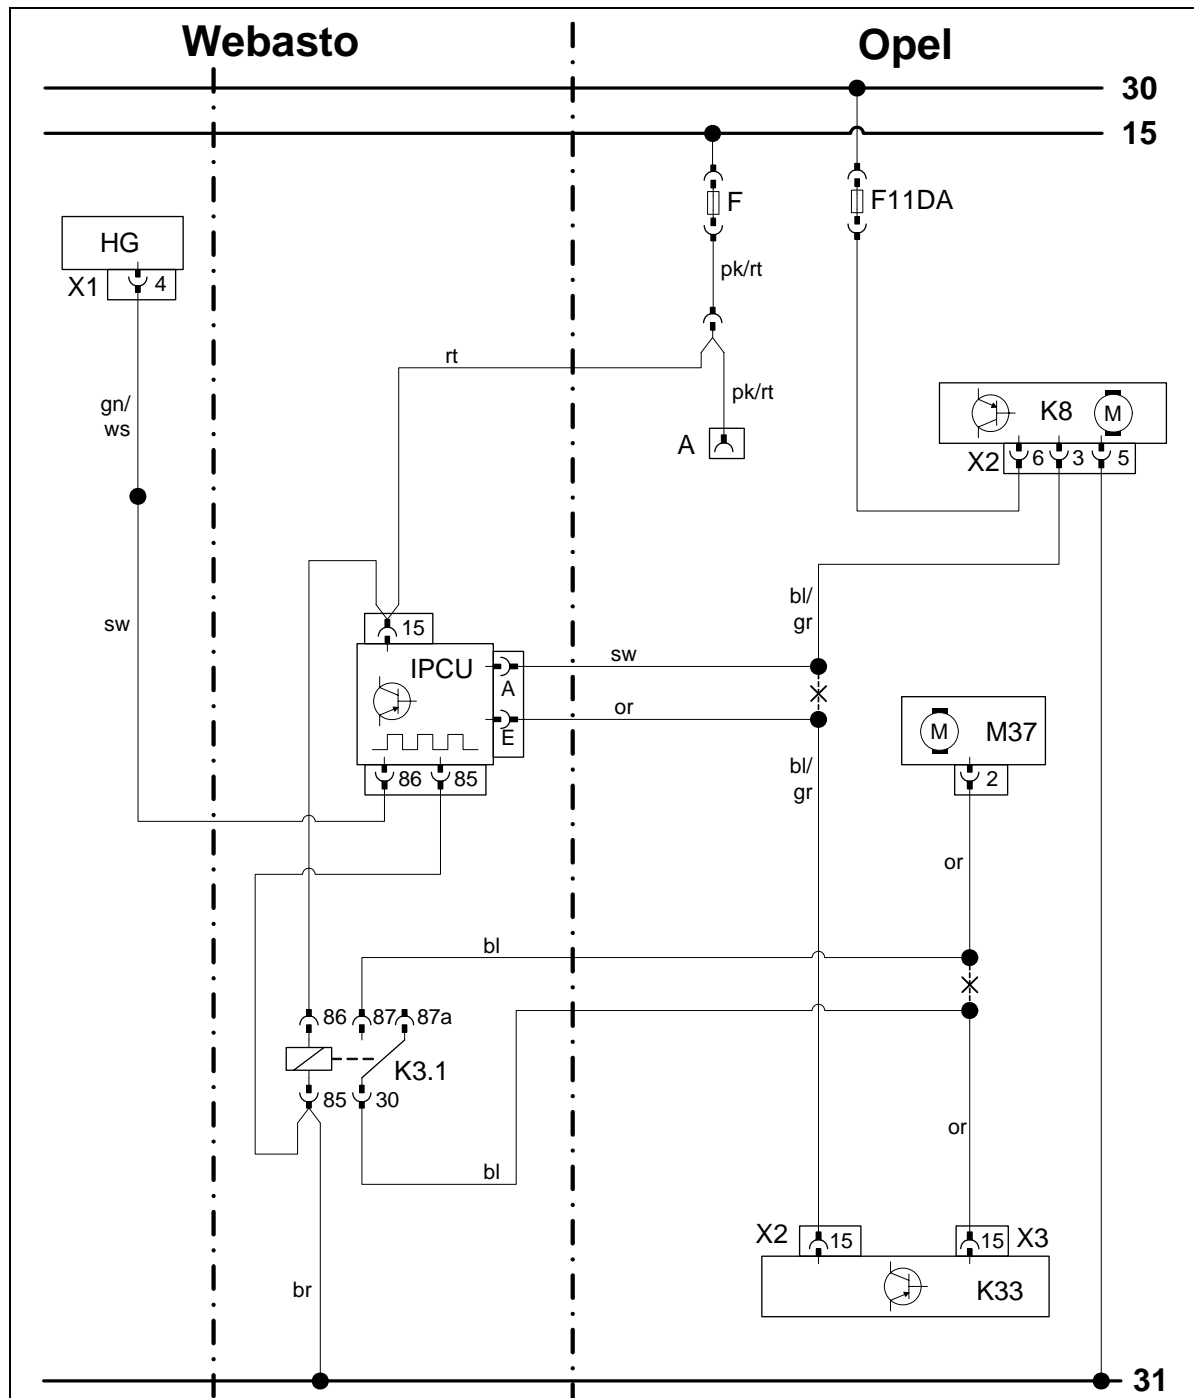 Webasto
Opel
30
15
F
F11DA
HG
X1
4
pk/rt
rt
gn/
ws
pk/rt
K8
M
A
X2
6
3
5
bl/
gr
sw
15
IPCU
sw
A
or
E
M
M37
bl/
gr
86
85
2
or
bl
86
87
87a
K3.1
85
30
or
bl
X2
15
15
X3
K33
br
31